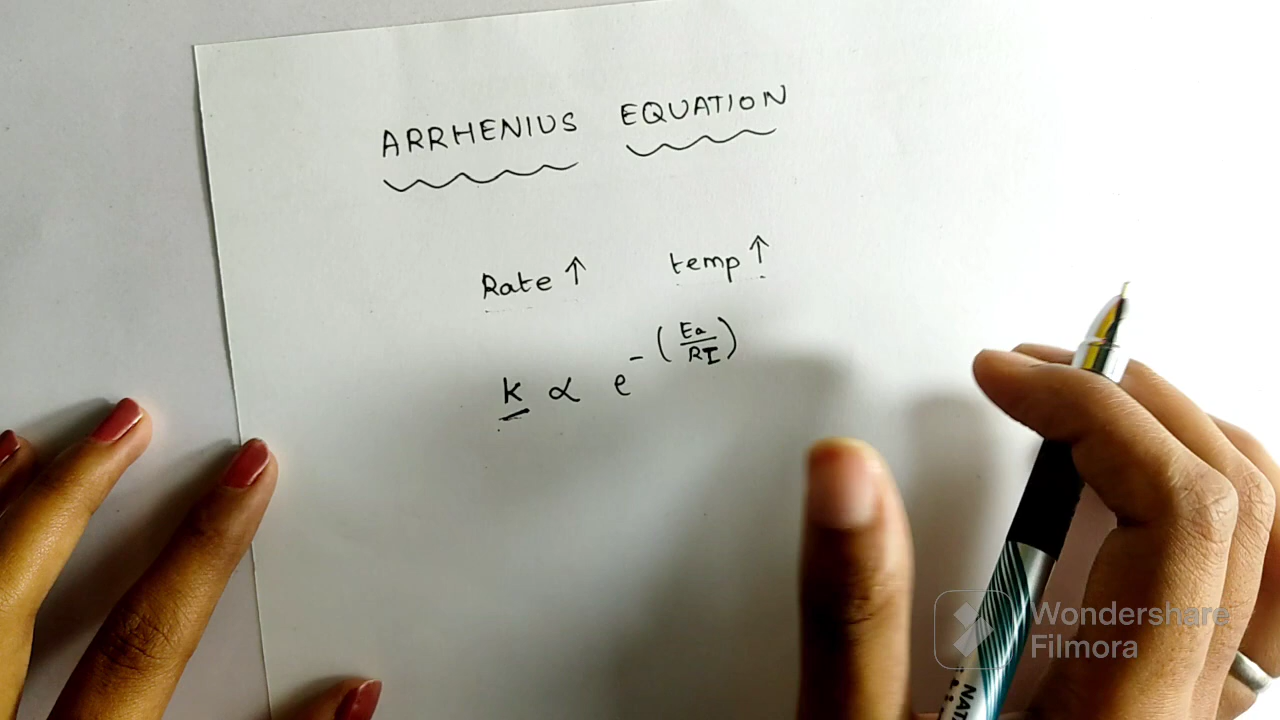 ARRHENIUS EQUATION
Rate ↑ temp ↑
k ∝ e^-(Ea/RT)
Wondershare
Filmora